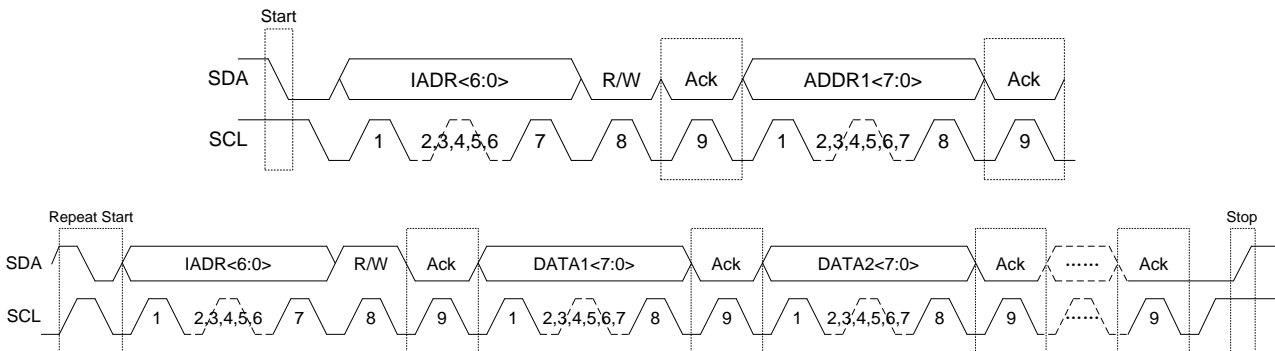 Start
SDA IADR<6:0> R/W Ack ADDR1<7:0> Ack
SCL 1 2,3,4,5,6 7 8 9 1 2,3,4,5,6,7 8 9
Repeat Start Stop
SDA IADR<6:0> R/W Ack DATA1<7:0> Ack DATA2<7:0> Ack ...... Ack
SCL 1 2,3,4,5,6 7 8 9 1 2,3,4,5,6,7 8 9 1 2,3,4,5,6,7 8 9 ...... 9